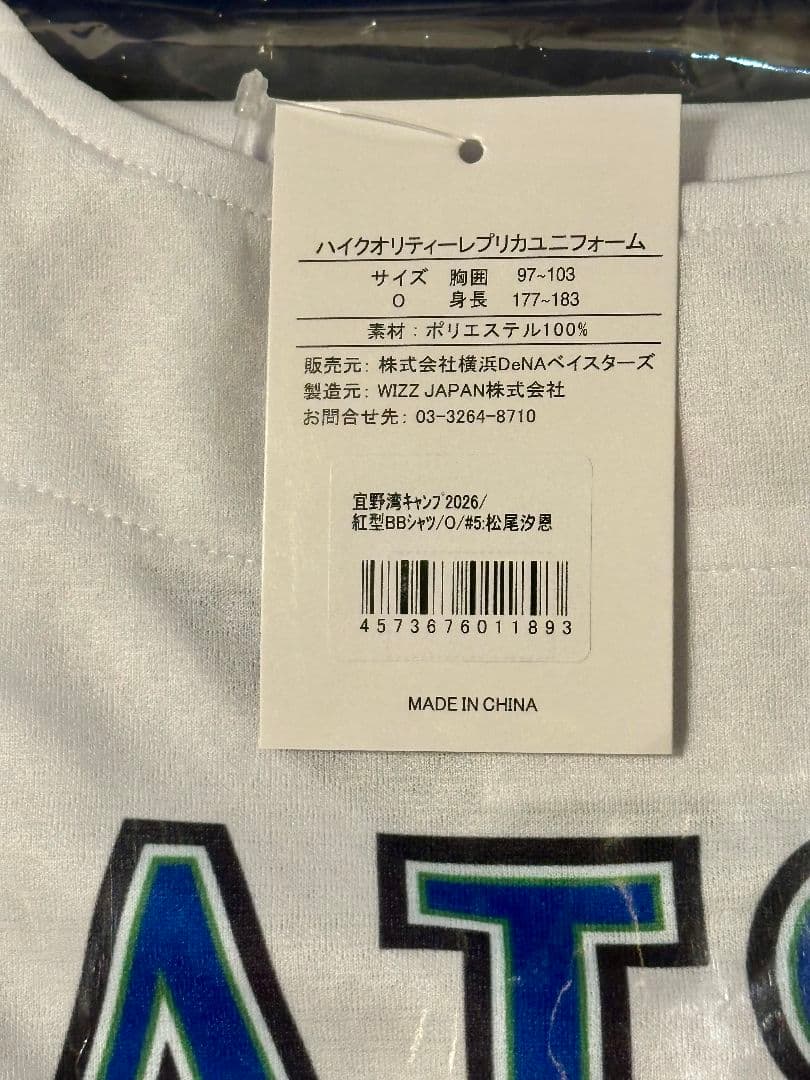 ハイクオリティーレプリカユニフォーム
サイズ 胸囲 97~103
O 身長 177~183
素材：ポリエステル100%
販売元: 株式会社横浜DeNAベイスターズ
製造元: WIZZ JAPAN株式会社
お問合せ先: 03-3264-8710
宜野湾ｷｬﾝﾌﾟ2026/
紅型BBｼｬﾂ/O/#5:松尾汐恩
4573676011893
MADE IN CHINA
AT